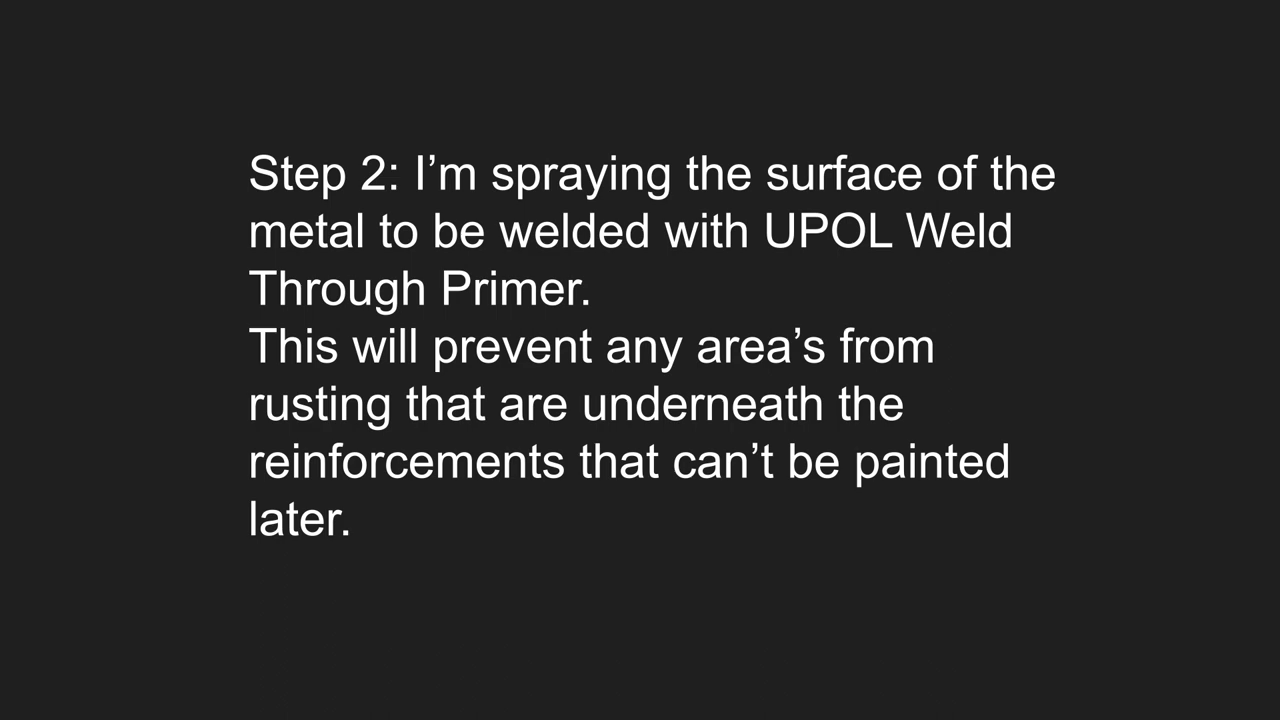 Step 2: I’m spraying the surface of the
metal to be welded with UPOL Weld
Through Primer.
This will prevent any area’s from
rusting that are underneath the
reinforcements that can’t be painted
later.